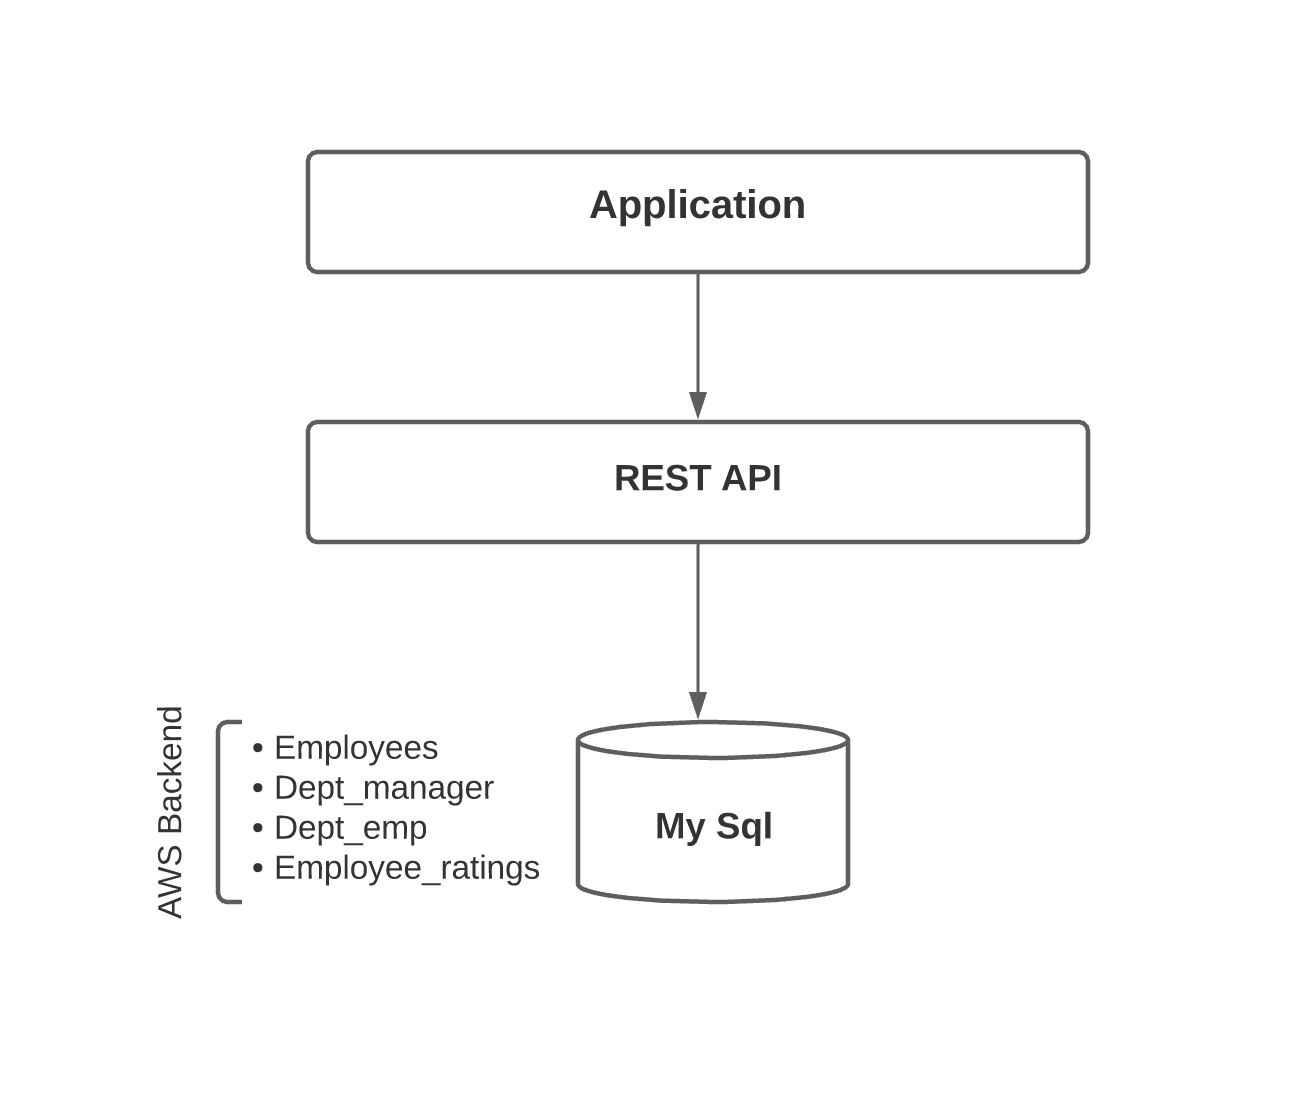 Application
REST API
AWS Backend
• Employees
• Dept_manager
• Dept_emp
• Employee_ratings
My Sql